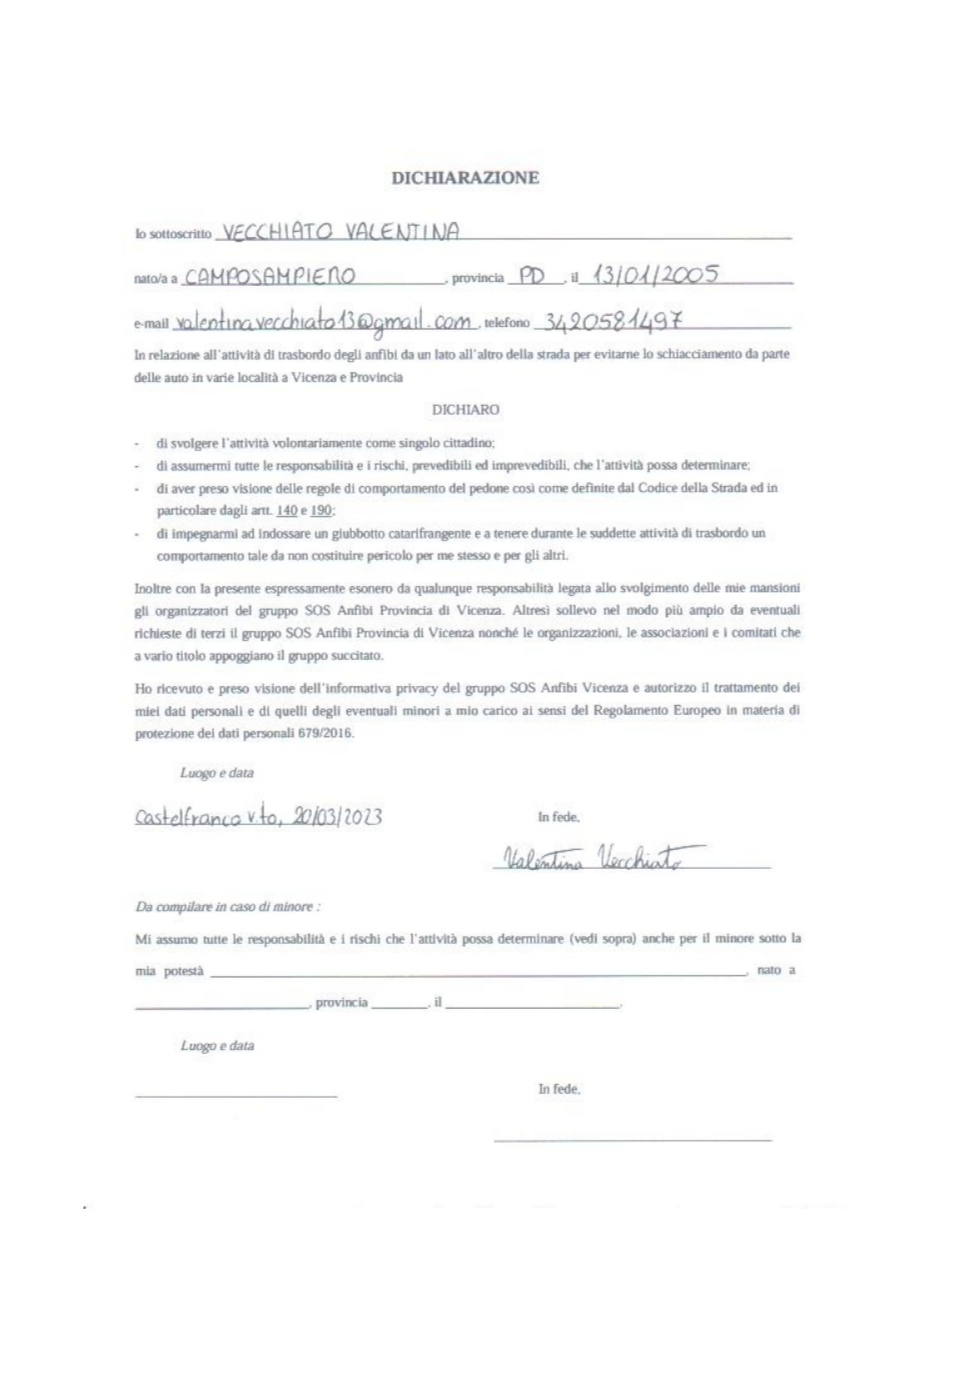 DICHIARAZIONE
Io sottoscritto VECCHIATO VALENTINA
nato/a a CAMPOSAMPIERO, provincia PD, il 13/01/2005
e-mail valentina.vecchiato13@gmail.com, telefono 3420581497
In relazione all'attività di trasbordo degli anfibi da un lato all'altro della strada per evitarne lo schiacciamento da parte
delle auto in varie località a Vicenza e Provincia
DICHIARO
- di svolgere l'attività volontariamente come singolo cittadino;
- di assumermi tutte le responsabilità e i rischi, prevedibili ed imprevedibili, che l'attività possa determinare;
- di aver preso visione delle regole di comportamento del pedone così come definite dal Codice della Strada ed in
particolare dagli artt. 140 e 190;
- di impegnarmi ad indossare un giubbotto catarifrangente e a tenere durante le suddette attività di trasbordo un
comportamento tale da non costituire pericolo per me stesso e per gli altri.
Inoltre con la presente espressamente esonero da qualunque responsabilità legata allo svolgimento delle mie mansioni
gli organizzatori del gruppo SOS Anfibi Provincia di Vicenza. Altresì sollevo nel modo più ampio da eventuali
richieste di terzi il gruppo SOS Anfibi Provincia di Vicenza nonché le organizzazioni, le associazioni e i comitati che
a vario titolo appoggiano il gruppo succitato.
Ho ricevuto e preso visione dell'informativa privacy del gruppo SOS Anfibi Vicenza e autorizzo il trattamento dei
miei dati personali e di quelli degli eventuali minori a mio carico ai sensi del Regolamento Europeo in materia di
protezione dei dati personali 679/2016.
Luogo e data
Castelfranco V.to, 20/03/2023 In fede,
Valentina Vecchiato
Da compilare in caso di minore :
Mi assumo tutte le responsabilità e i rischi che l'attività possa determinare (vedi sopra) anche per il minore sotto la
mia potestà , nato a
, provincia , il .
Luogo e data
In fede,